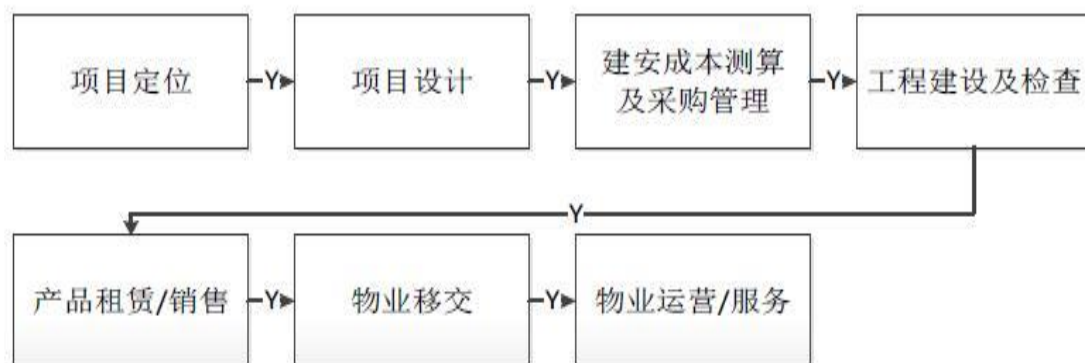 项目定位
Y
项目设计
Y
建安成本测算
及采购管理
Y
工程建设及检查
Y
产品租赁/销售
Y
物业移交
Y
物业运营/服务